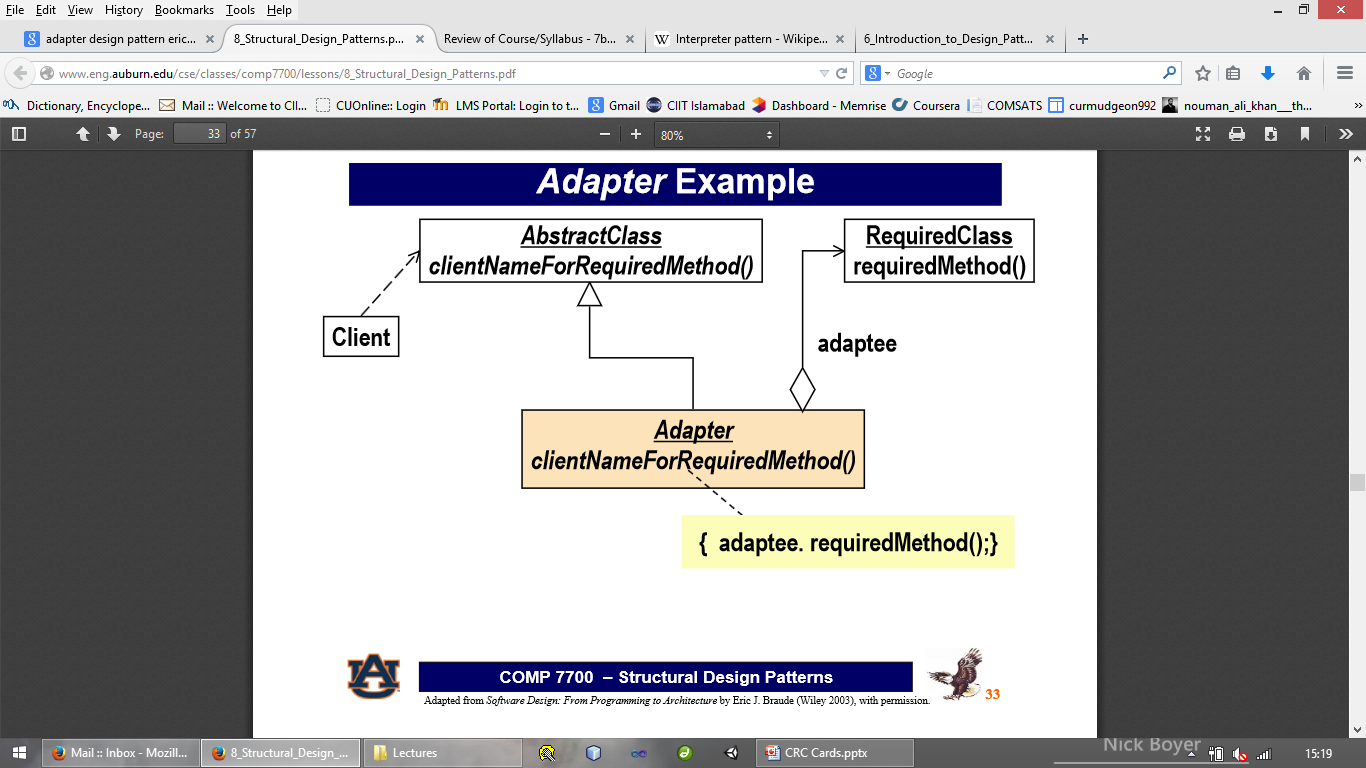 File Edit View History Bookmarks Tools Help
adapter design pattern eric...
8_Structural_Design_Patterns.p...
Review of Course/Syllabus - 7b...
Interpreter pattern - Wikipe...
6_Introduction_to_Design_Patt...
www.eng.auburn.edu/cse/classes/comp7700/lessons/8_Structural_Design_Patterns.pdf
Google
Dictionary, Encyclope... Mail :: Welcome to CII... CUOnline:: Login LMS Portal: Login to t... Gmail CIIT Islamabad Dashboard - Memrise Coursera COMSATS curmudgeon992 nouman_ali_khan___th...
Page: 33 of 57 80%
Adapter Example
AbstractClass
clientNameForRequiredMethod()
RequiredClass
requiredMethod()
Client
adaptee
Adapter
clientNameForRequiredMethod()
{ adaptee. requiredMethod();}
COMP 7700 – Structural Design Patterns
Adapted from Software Design: From Programming to Architecture by Eric J. Braude (Wiley 2003), with permission.
33
Nick Boyer
Mail :: Inbox - Mozill... 8_Structural_Design_... Lectures CRC Cards.pptx 15:19